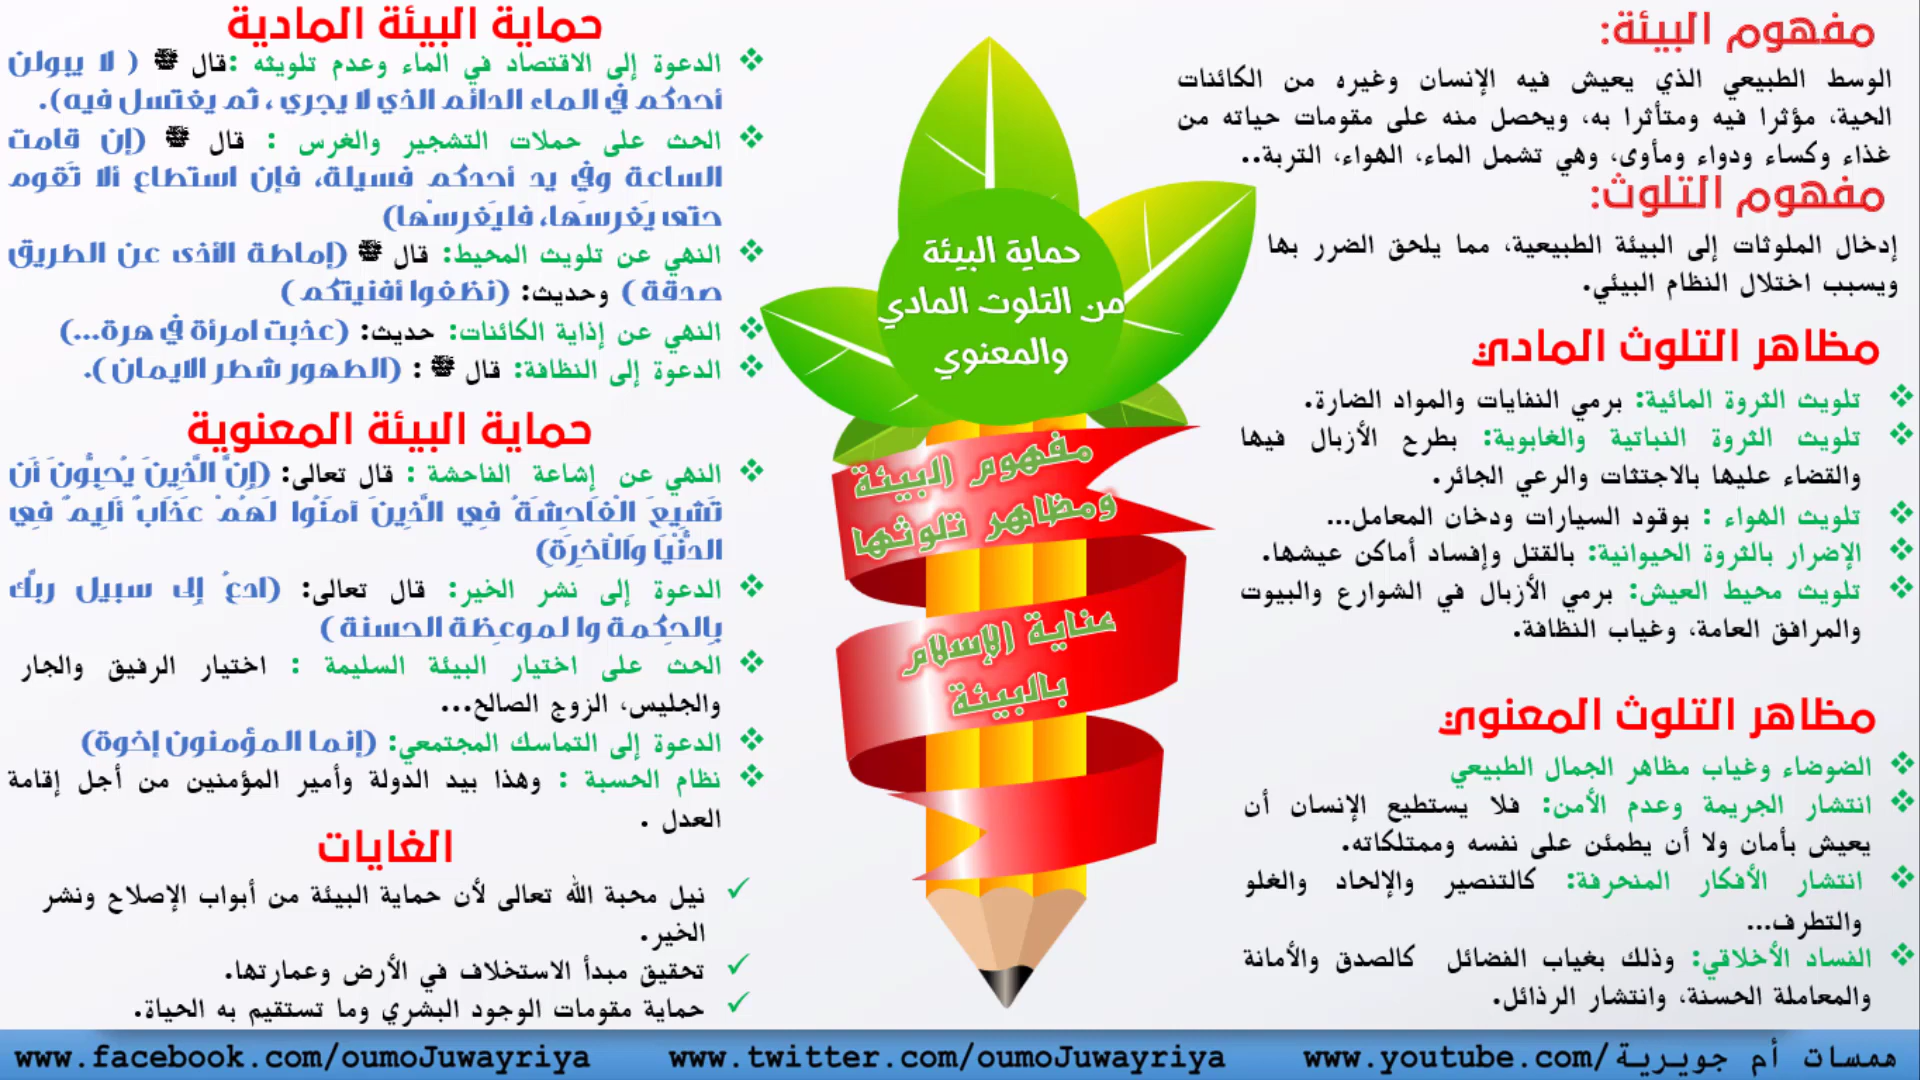 مفهوم البيئة:
الوسط الطبيعي الذي يعيش فيه الإنسان وغيره من الكائنات
الحية، مؤثرا فيه ومتأثرا به، ويحصل منه على مقومات حياته من
غذاء وكساء ودواء ومأوى، وهي تشمل الماء، الهواء، التربة..
مفهوم التلوث:
إدخال الملوثات إلى البيئة الطبيعية، مما يلحق الضرر بها
ويسبب اختلال النظام البيئي.
مظاهر التلوث المادي
❖ تلويث الثروة المائية: برمي النفايات والمواد الضارة.
❖ تلويث الثروة النباتية والغابوية: بطرح الأزبال فيها
والقضاء عليها بالاجتثات والرعي الجائر.
❖ تلويث الهواء : بوقود السيارات ودخان المعامل...
❖ الإضرار بالثروة الحيوانية: بالقتل وإفساد أماكن عيشها.
❖ تلويث محيط العيش: برمي الأزبال في الشوارع والبيوت
والمرافق العامة، وغياب النظافة.
مظاهر التلوث المعنوي
❖ الضوضاء وغياب مظاهر الجمال الطبيعي
❖ انتشار الجريمة وعدم الأمن: فلا يستطيع الإنسان أن
يعيش بأمان ولا أن يطمئن على نفسه وممتلكاته.
❖ انتشار الأفكار المنحرفة: كالتنصير والإلحاد والغلو
والتطرف...
❖ الفساد الأخلاقي: وذلك بغياب الفضائل كالصدق والأمانة
والمعاملة الحسنة، وانتشار الرذائل.
حماية البيئة
من التلوث المادي
والمعنوي
مفهوم البيئة
ومظاهر تلوثها
عناية الإسلام
بالبيئة
حماية البيئة المادية
❖ الدعوة إلى الاقتصاد في الماء وعدم تلويثه :قال ﷺ ( لا يبولن
أحدكم في الماء الدائم الذي لا يجري ، ثم يغتسل فيه).
❖ الحث على حملات التشجير والغرس : قال ﷺ (إن قامت
الساعة وفي يد أحدكم فسيلة، فإن استطاع ألا تَقوم
حتى يَغرسَها، فليَغرسْها)
❖ النهي عن تلويث المحيط: قال ﷺ (إماطة الأذى عن الطريق
صدقة ) وحديث: (نظفوا أفنيتكم )
❖ النهي عن إذاية الكائنات: حديث: (عذبت امرأة في هرة...)
❖ الدعوة إلى النظافة: قال ﷺ : (الطهور شطر الايمان ).
حماية البيئة المعنوية
❖ النهي عن إشاعة الفاحشة : قال تعالى: (إِنَّ الَّذِينَ يُحِبُّونَ أَن
تَشِيعَ الْفَاحِشَةُ فِي الَّذِينَ آمَنُوا لَهُمْ عَذَابٌ أَلِيمٌ فِي
الدُّنْيَا وَالْآخِرَةِ)
❖ الدعوة إلى نشر الخير: قال تعالى: (ادعُ إلى سبيل ربِّك
بِالحِكِمة والموعِظة الحسنة )
❖ الحث على اختيار البيئة السليمة : اختيار الرفيق والجار
والجليس، الزوج الصالح...
❖ الدعوة إلى التماسك المجتمعي: (إنما المؤمنون إخوة)
❖ نظام الحسبة : وهذا بيد الدولة وأمير المؤمنين من أجل إقامة
العدل .
الغايات
✓ نيل محبة الله تعالى لأن حماية البيئة من أبواب الإصلاح ونشر
الخير.
✓ تحقيق مبدأ الاستخلاف في الأرض وعمارتها.
✓ حماية مقومات الوجود البشري وما تستقيم به الحياة.
www.facebook.com/oumoJuwayriya www.twitter.com/oumoJuwayriya www.youtube.com/همسات أم جويرية